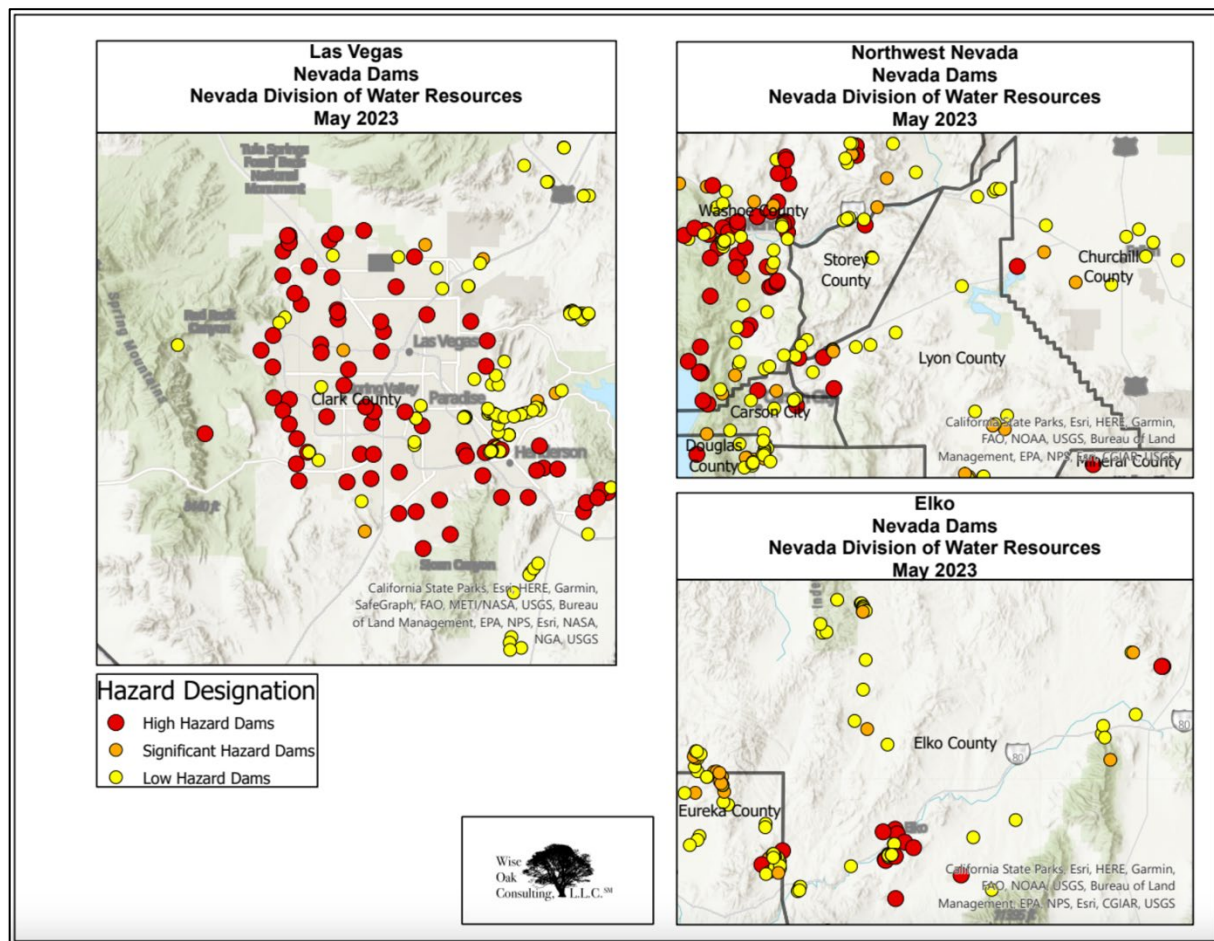 Las Vegas
Nevada Dams
Nevada Division of Water Resources
May 2023
Tule Springs
Fossil Beds
National
Monument
Spring Mountains
Red Rock
Canyon
Las Vegas
Spring Valley
Paradise
Clark County
Henderson
Sloan Canyon
California State Parks, Esri, HERE, Garmin,
SafeGraph, FAO, METI/NASA, USGS, Bureau
of Land Management, EPA, NPS, Esri, NASA,
NGA, USGS
Hazard Designation
High Hazard Dams
Significant Hazard Dams
Low Hazard Dams
Wise
Oak
Consulting, L.L.C. SM
Northwest Nevada
Nevada Dams
Nevada Division of Water Resources
May 2023
Washoe County
Storey
County
Churchill
County
Lyon County
Carson City
Douglas
County
Mineral County
California State Parks, Esri, HERE, Garmin,
FAO, NOAA, USGS, Bureau of Land
Management, EPA, NPS, Esri, CGIAR, USGS
Elko
Nevada Dams
Nevada Division of Water Resources
May 2023
80
Elko County
80
Eureka County
Elko
California State Parks, Esri, HERE, Garmin,
FAO, NOAA, USGS, Bureau of Land
Management, EPA, NPS, Esri, CGIAR, USGS